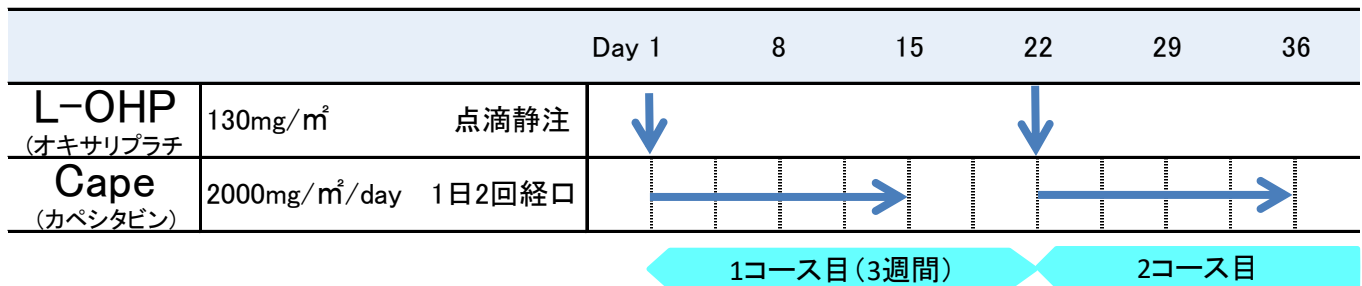 Day 1 8 15 22 29 36
L-OHP 130mg/㎡ 点滴静注
(オキサリプラチ
Cape 2000mg/㎡/day 1日2回経口
(カペシタビン)
1コース目(3週間) 2コース目